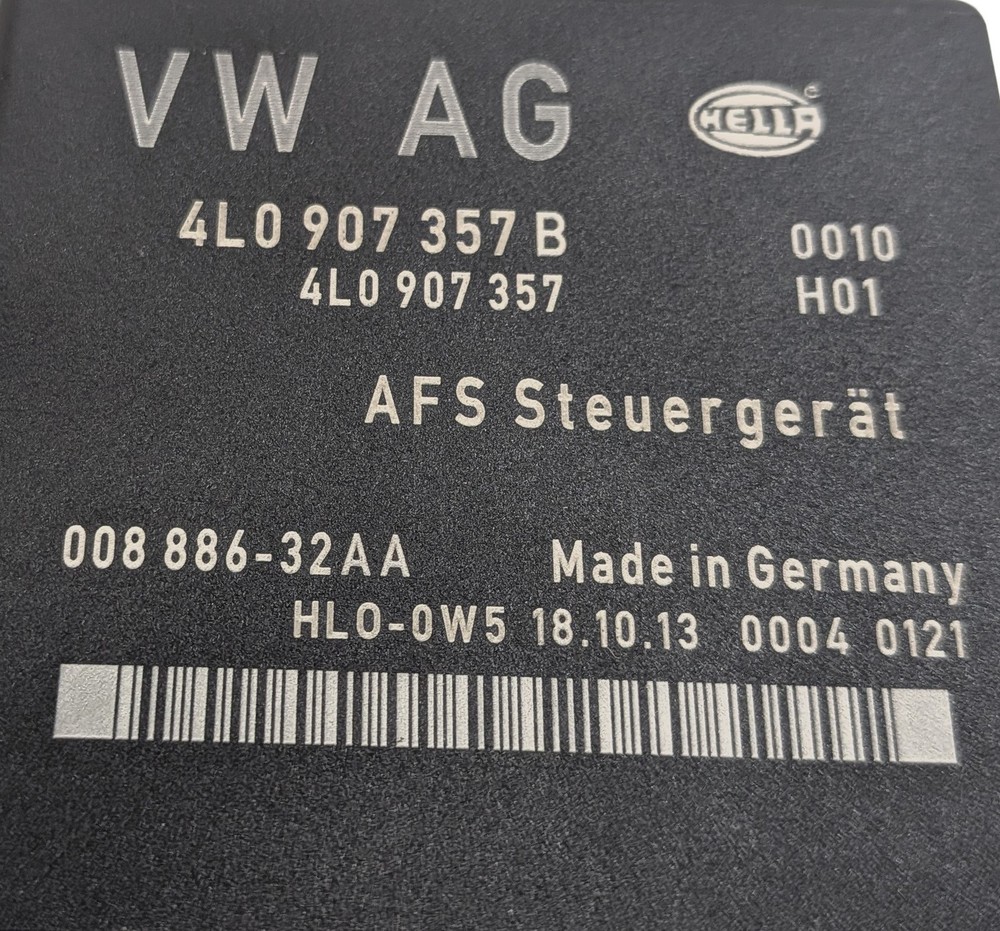 VW AG HELLA
4L0 907 357 B 0010
4L0 907 357 H01
AFS Steuergerät
008 886-32AA Made in Germany
HLO-0W5 18.10.13 0004 0121